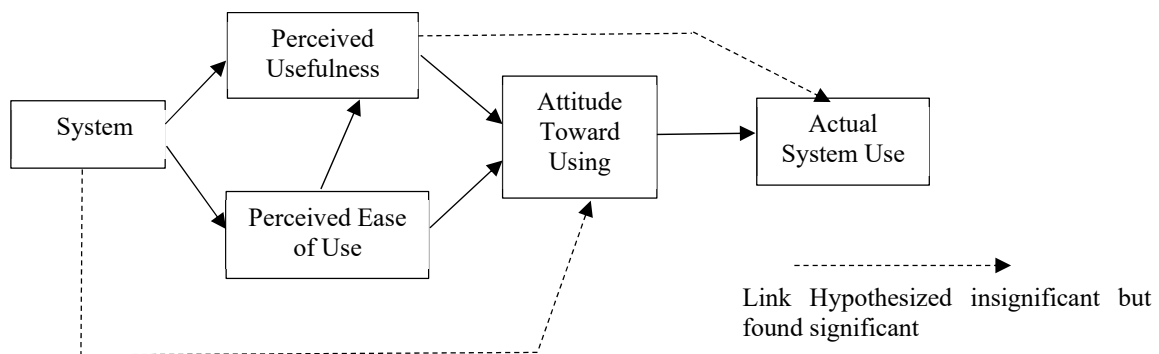 Perceived
Usefulness
System
Attitude
Toward
Using
Actual
System Use
Perceived Ease
of Use
Link Hypothesized insignificant but
found significant